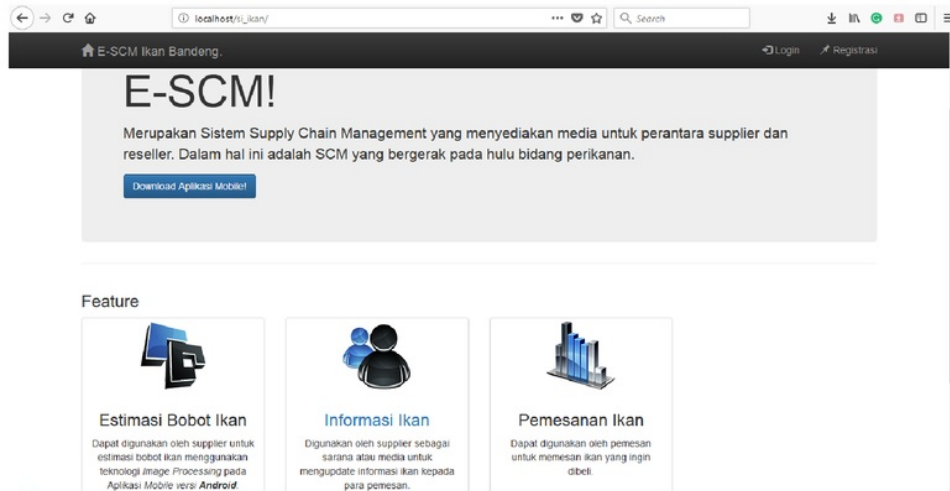 localhost/si_ikan/
Search
E-SCM Ikan Bandeng.
Login
Registrasi
E-SCM!
Merupakan Sistem Supply Chain Management yang menyediakan media untuk perantara supplier dan
reseller. Dalam hal ini adalah SCM yang bergerak pada hulu bidang perikanan.
Download Aplikasi Mobile!
Feature
Estimasi Bobot Ikan
Dapat digunakan oleh supplier untuk
estimasi bobot ikan menggunakan
teknologi Image Processing pada
Aplikasi Mobile versi Android.
Informasi Ikan
Digunakan oleh supplier sebagai
sarana atau media untuk
mengupdate informasi ikan kepada
para pemesan.
Pemesanan Ikan
Dapat digunakan oleh pemesan
untuk memesan ikan yang ingin
dibeli.